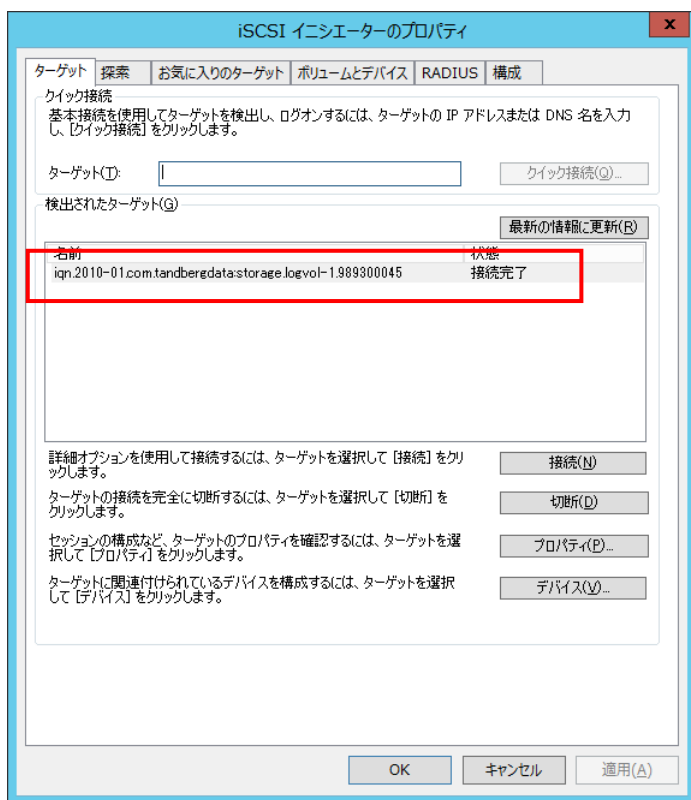 iSCSI イニシエーターのプロパティ
x
ターゲット 探索 お気に入りのターゲット ボリュームとデバイス RADIUS 構成
クイック接続
基本接続を使用してターゲットを検出し、ログオンするには、ターゲットの IP アドレスまたは DNS 名を入力
し、[クイック接続] をクリックします。
ターゲット(T):
クイック接続(Q)...
検出されたターゲット(G)
最新の情報に更新(R)
名前 状態
iqn.2010-01.com.tandbergdata:storage.logvol-1.989300045 接続完了
詳細オプションを使用して接続するには、ターゲットを選択して [接続] をクリ
ックします。
接続(N)
ターゲットの接続を完全に切断するには、ターゲットを選択して [切断] を
クリックします。
切断(D)
セッションの構成など、ターゲットのプロパティを確認するには、ターゲットを選
択して [プロパティ] をクリックします。
プロパティ(P)...
ターゲットに関連付けられているデバイスを構成するには、ターゲットを選択
して [デバイス] をクリックします。
デバイス(V)...
OK キャンセル 適用(A)